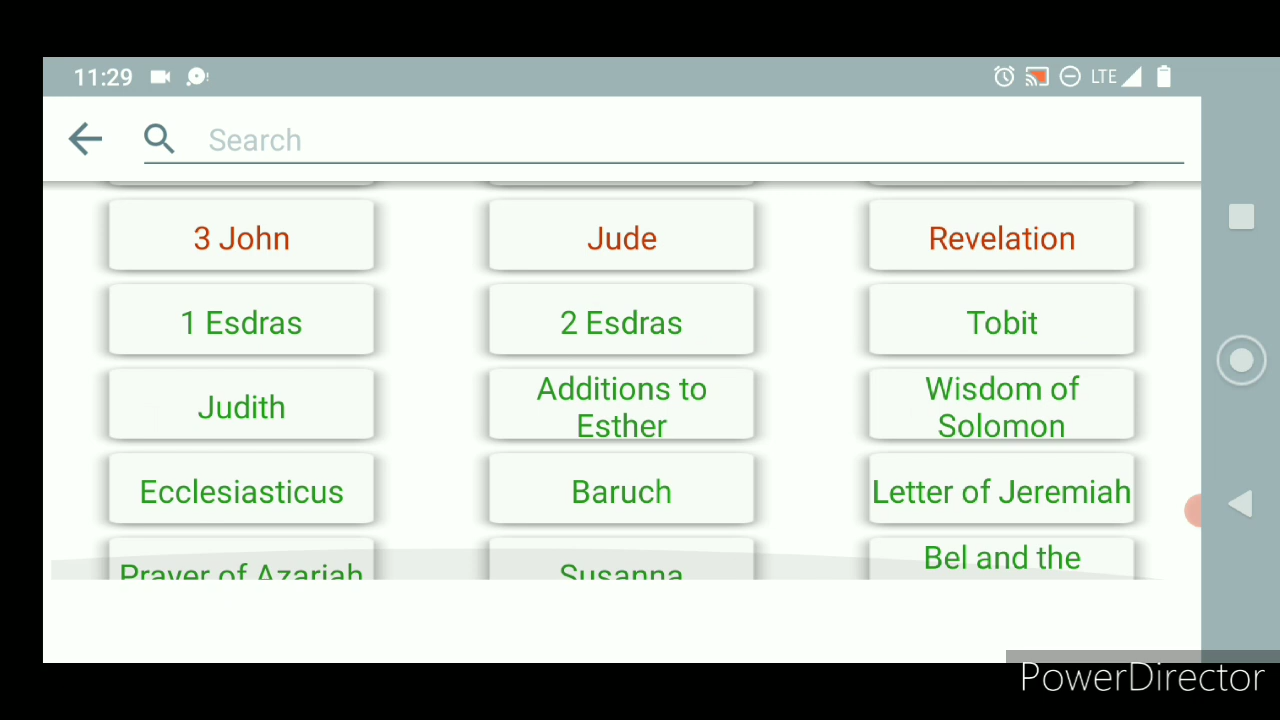 11:29
LTE
Search
3 John
Jude
Revelation
1 Esdras
2 Esdras
Tobit
Judith
Additions to
Esther
Wisdom of
Solomon
Ecclesiasticus
Baruch
Letter of Jeremiah
Prayer of Azariah
Susanna
Bel and the
PowerDirector